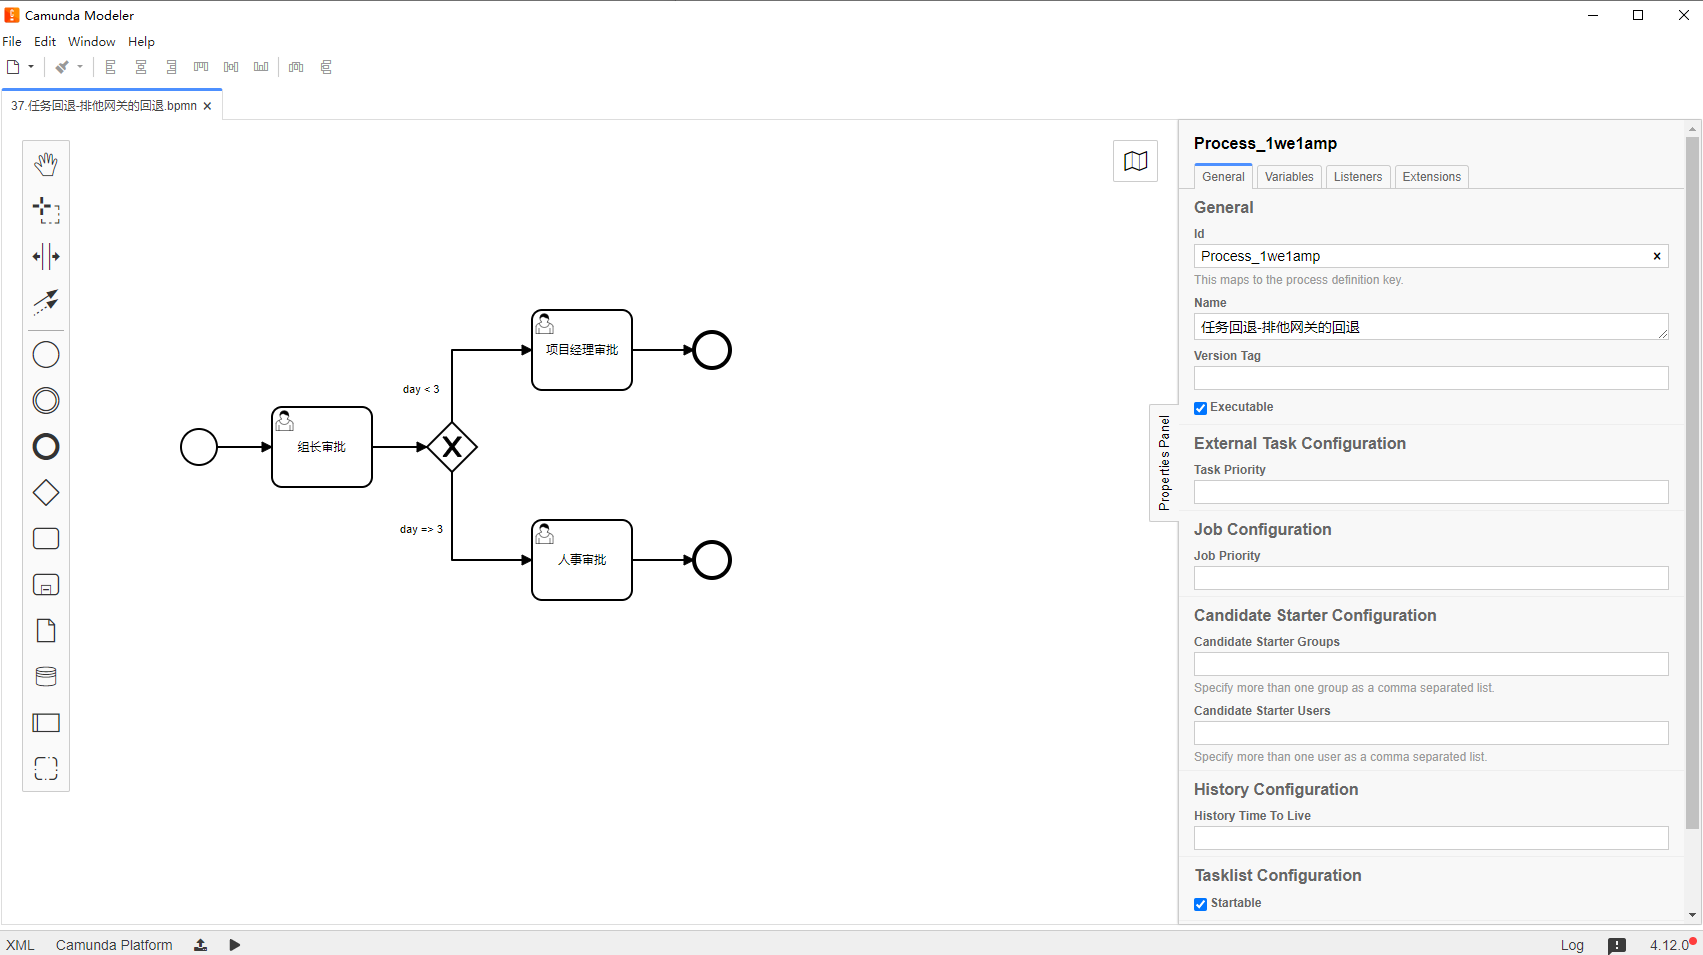 Camunda Modeler
File Edit Window Help
37.任务回退-排他网关的回退.bpmn
项目经理审批
day < 3
组长审批
day => 3
人事审批
Properties Panel
Process_1we1amp
General Variables Listeners Extensions
General
Id
Process_1we1amp
This maps to the process definition key.
Name
任务回退-排他网关的回退
Version Tag
Executable
External Task Configuration
Task Priority
Job Configuration
Job Priority
Candidate Starter Configuration
Candidate Starter Groups
Specify more than one group as a comma separated list.
Candidate Starter Users
Specify more than one user as a comma separated list.
History Configuration
History Time To Live
Tasklist Configuration
Startable
XML Camunda Platform Log 4.12.0